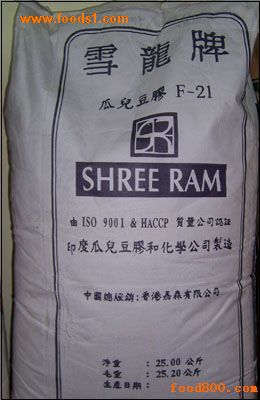 www.foods1.com
雪龍牌
瓜兒豆膠 F-21
SR
SHREE RAM
由 ISO 9001 & HACCP 質量公司認証
印度瓜兒豆膠和化學公司製造
中國總經銷:香港嘉森有限公司
淨重 : 25.00 公斤
毛重 : 25.20 公斤
生產日期 :
food800.com